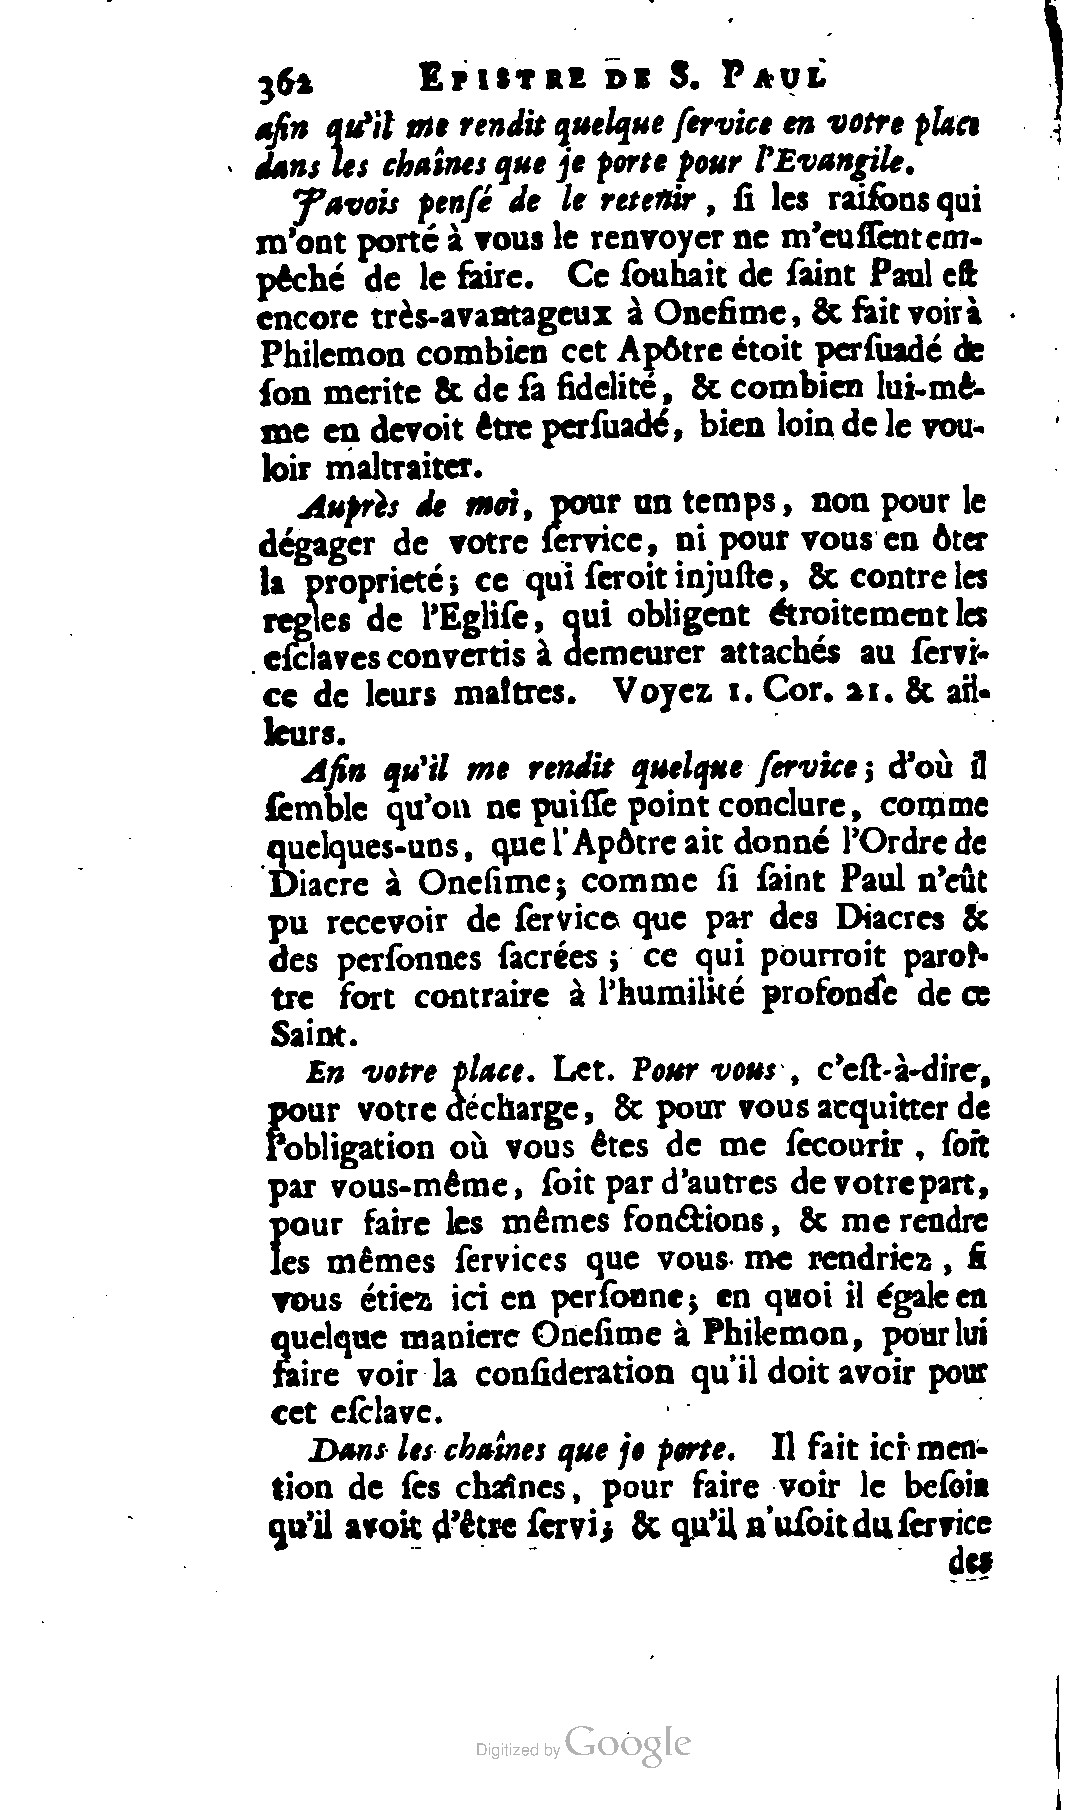 362 EPISTRE DE S. PAUL
afin qu'il me rendit quelque ſervice en votre place
dans les chaînes que je porte pour l'Evangile.
J'avois penſé de le retenir, ſi les raiſons qui
m'ont porté à vous le renvoyer ne m'euſſent em-
pêché de le faire. Ce ſouhait de ſaint Paul eſt
encore très-avantageux à Oneſime, & fait voir à
Philemon combien cet Apôtre étoit perſuadé de
ſon merite & de ſa fidelité, & combien lui-mê-
me en devoit être perſuadé, bien loin de le vou-
loir maltraiter.
Auprès de moi, pour un temps, non pour le
dégager de votre ſervice, ni pour vous en ôter
la proprieté; ce qui ſeroit injuſte, & contre les
regles de l'Egliſe, qui obligent étroitement les
eſclaves convertis à demeurer attachés au ſervi-
ce de leurs maîtres. Voyez 1. Cor. 21. & ail-
leurs.
Afin qu'il me rendit quelque ſervice; d'où il
ſemble qu'on ne puiſſe point conclure, comme
quelques-uns, que l'Apôtre ait donné l'Ordre de
Diacre à Oneſime; comme ſi ſaint Paul n'eût
pu recevoir de ſervice que par des Diacres &
des perſonnes ſacrées; ce qui pourroit paroî-
tre fort contraire à l'humilité profonde de ce
Saint.
En votre place. Let. Pour vous, c'eſt-à-dire,
pour votre décharge, & pour vous acquitter de
l'obligation où vous êtes de me ſecourir, ſoit
par vous-même, ſoit par d'autres de votre part,
pour faire les mêmes fonctions, & me rendre
les mêmes ſervices que vous me rendriez, ſi
vous étiez ici en perſonne; en quoi il égale en
quelque maniere Oneſime à Philemon, pour lui
faire voir la conſideration qu'il doit avoir pour
cet eſclave.
Dans les chaînes que je porte. Il fait ici men-
tion de ſes chaînes, pour faire voir le beſoin
qu'il avoit d'être ſervi; & qu'il n'uſoit du ſervice
des
Digitized by Google